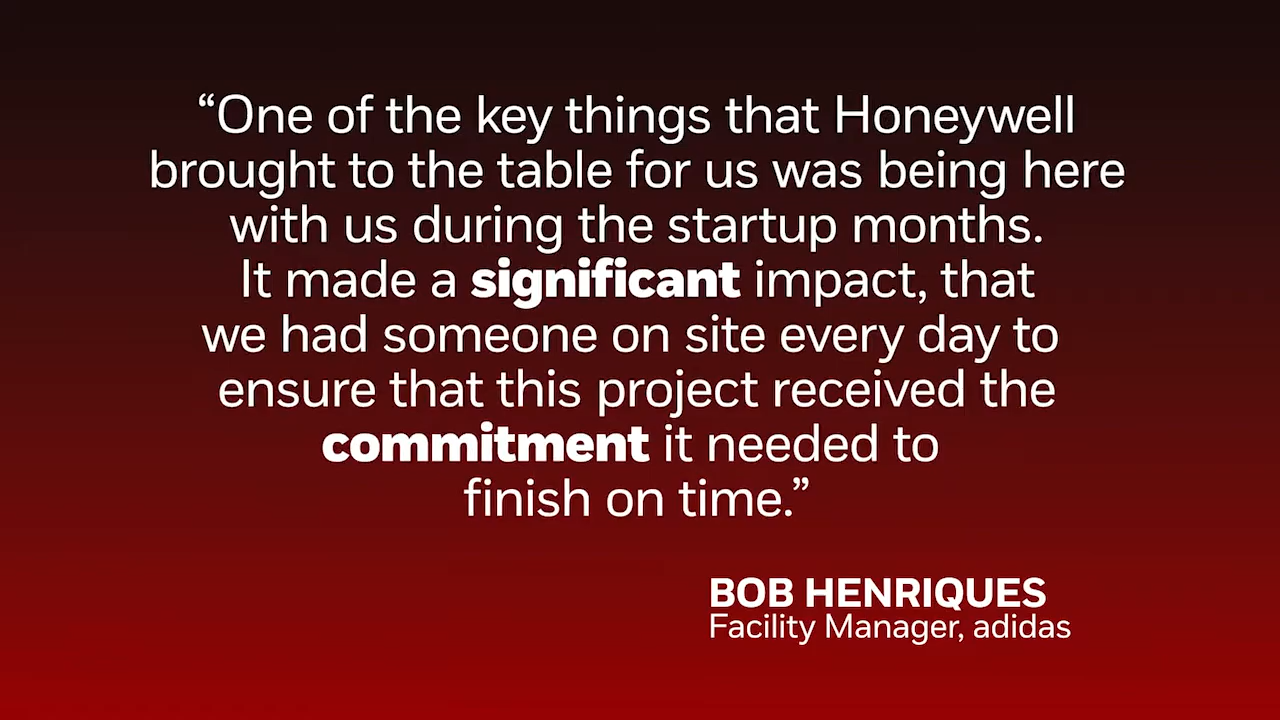 “One of the key things that Honeywell
brought to the table for us was being here
with us during the startup months.
It made a significant impact, that
we had someone on site every day to
ensure that this project received the
commitment it needed to
finish on time.”
BOB HENRIQUES
Facility Manager, adidas